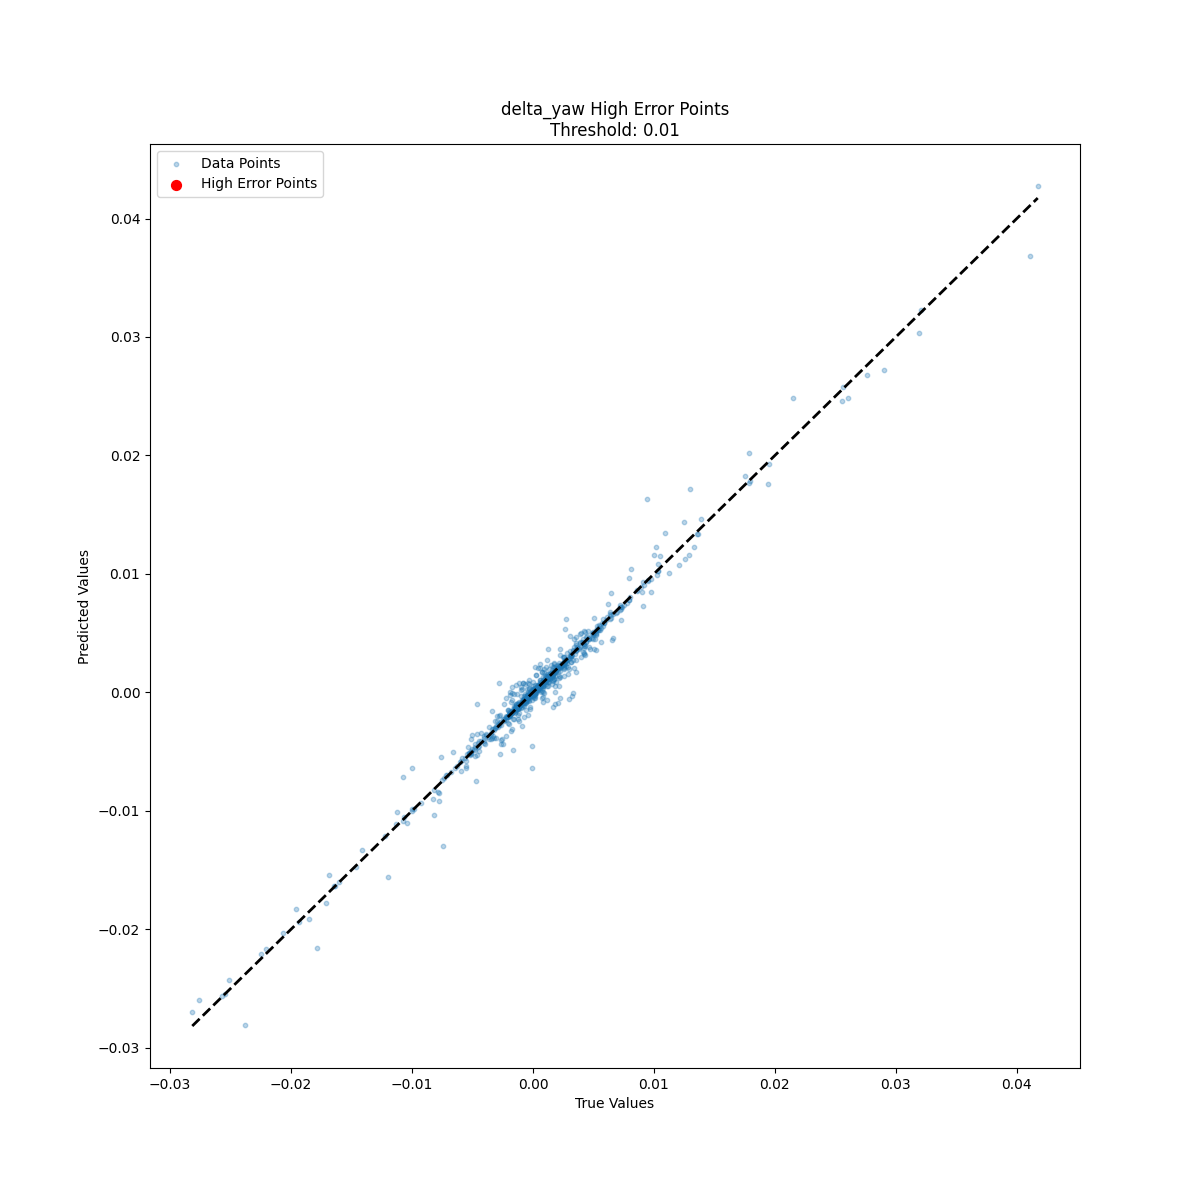 delta_yaw High Error Points
Threshold: 0.01
Data Points
High Error Points
0.04
0.03
0.02
0.01
0.00
−0.01
−0.02
−0.03
Predicted Values
−0.03
−0.02
−0.01
0.00
0.01
0.02
0.03
0.04
True Values